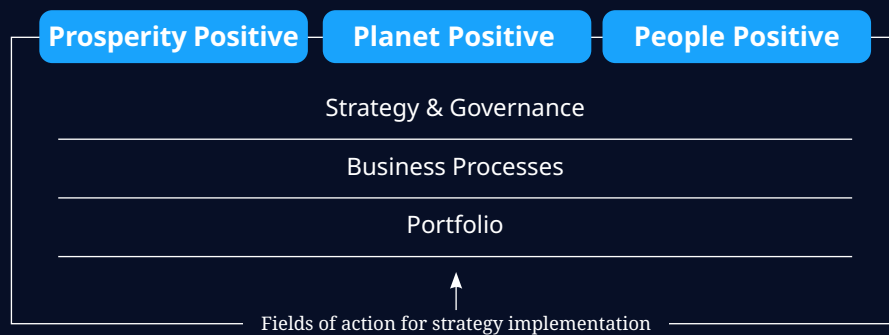 Prosperity Positive
Planet Positive
People Positive
Strategy & Governance
Business Processes
Portfolio
Fields of action for strategy implementation